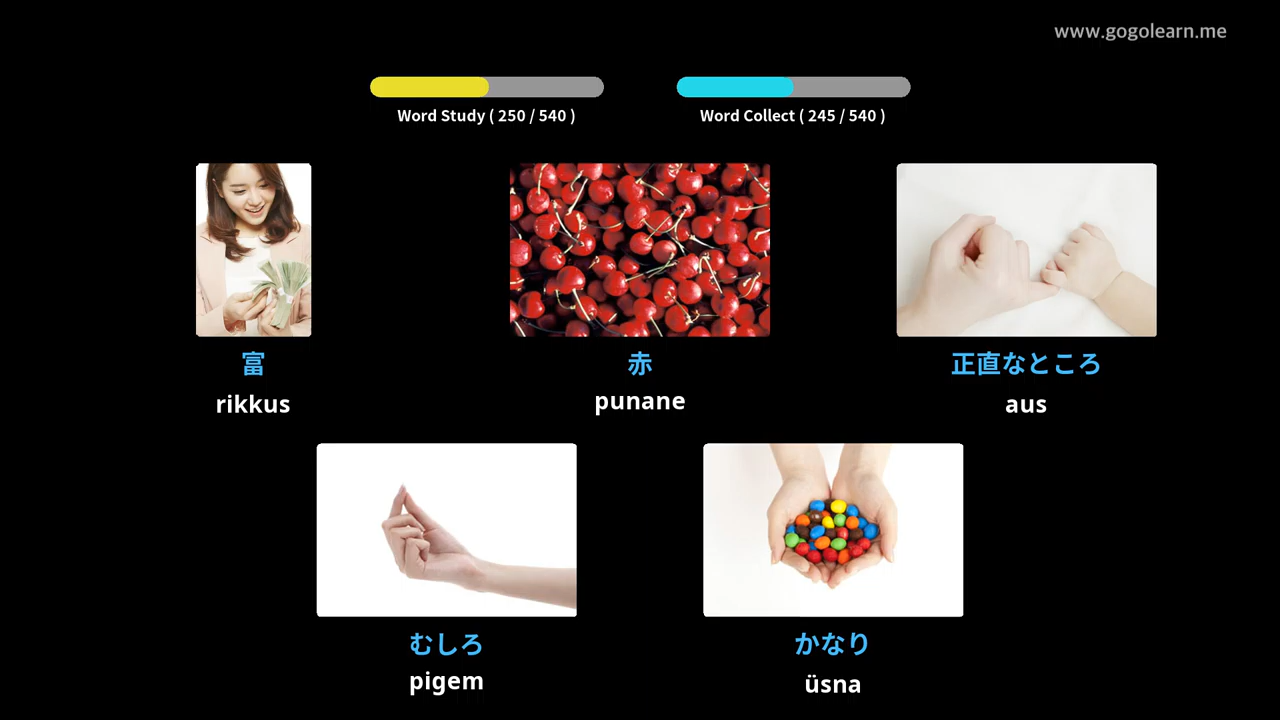 www.gogolearn.me
Word Study ( 250 / 540 )
Word Collect ( 245 / 540 )
富
rikkus
赤
punane
正直なところ
aus
むしろ
pigem
かなり
üsna